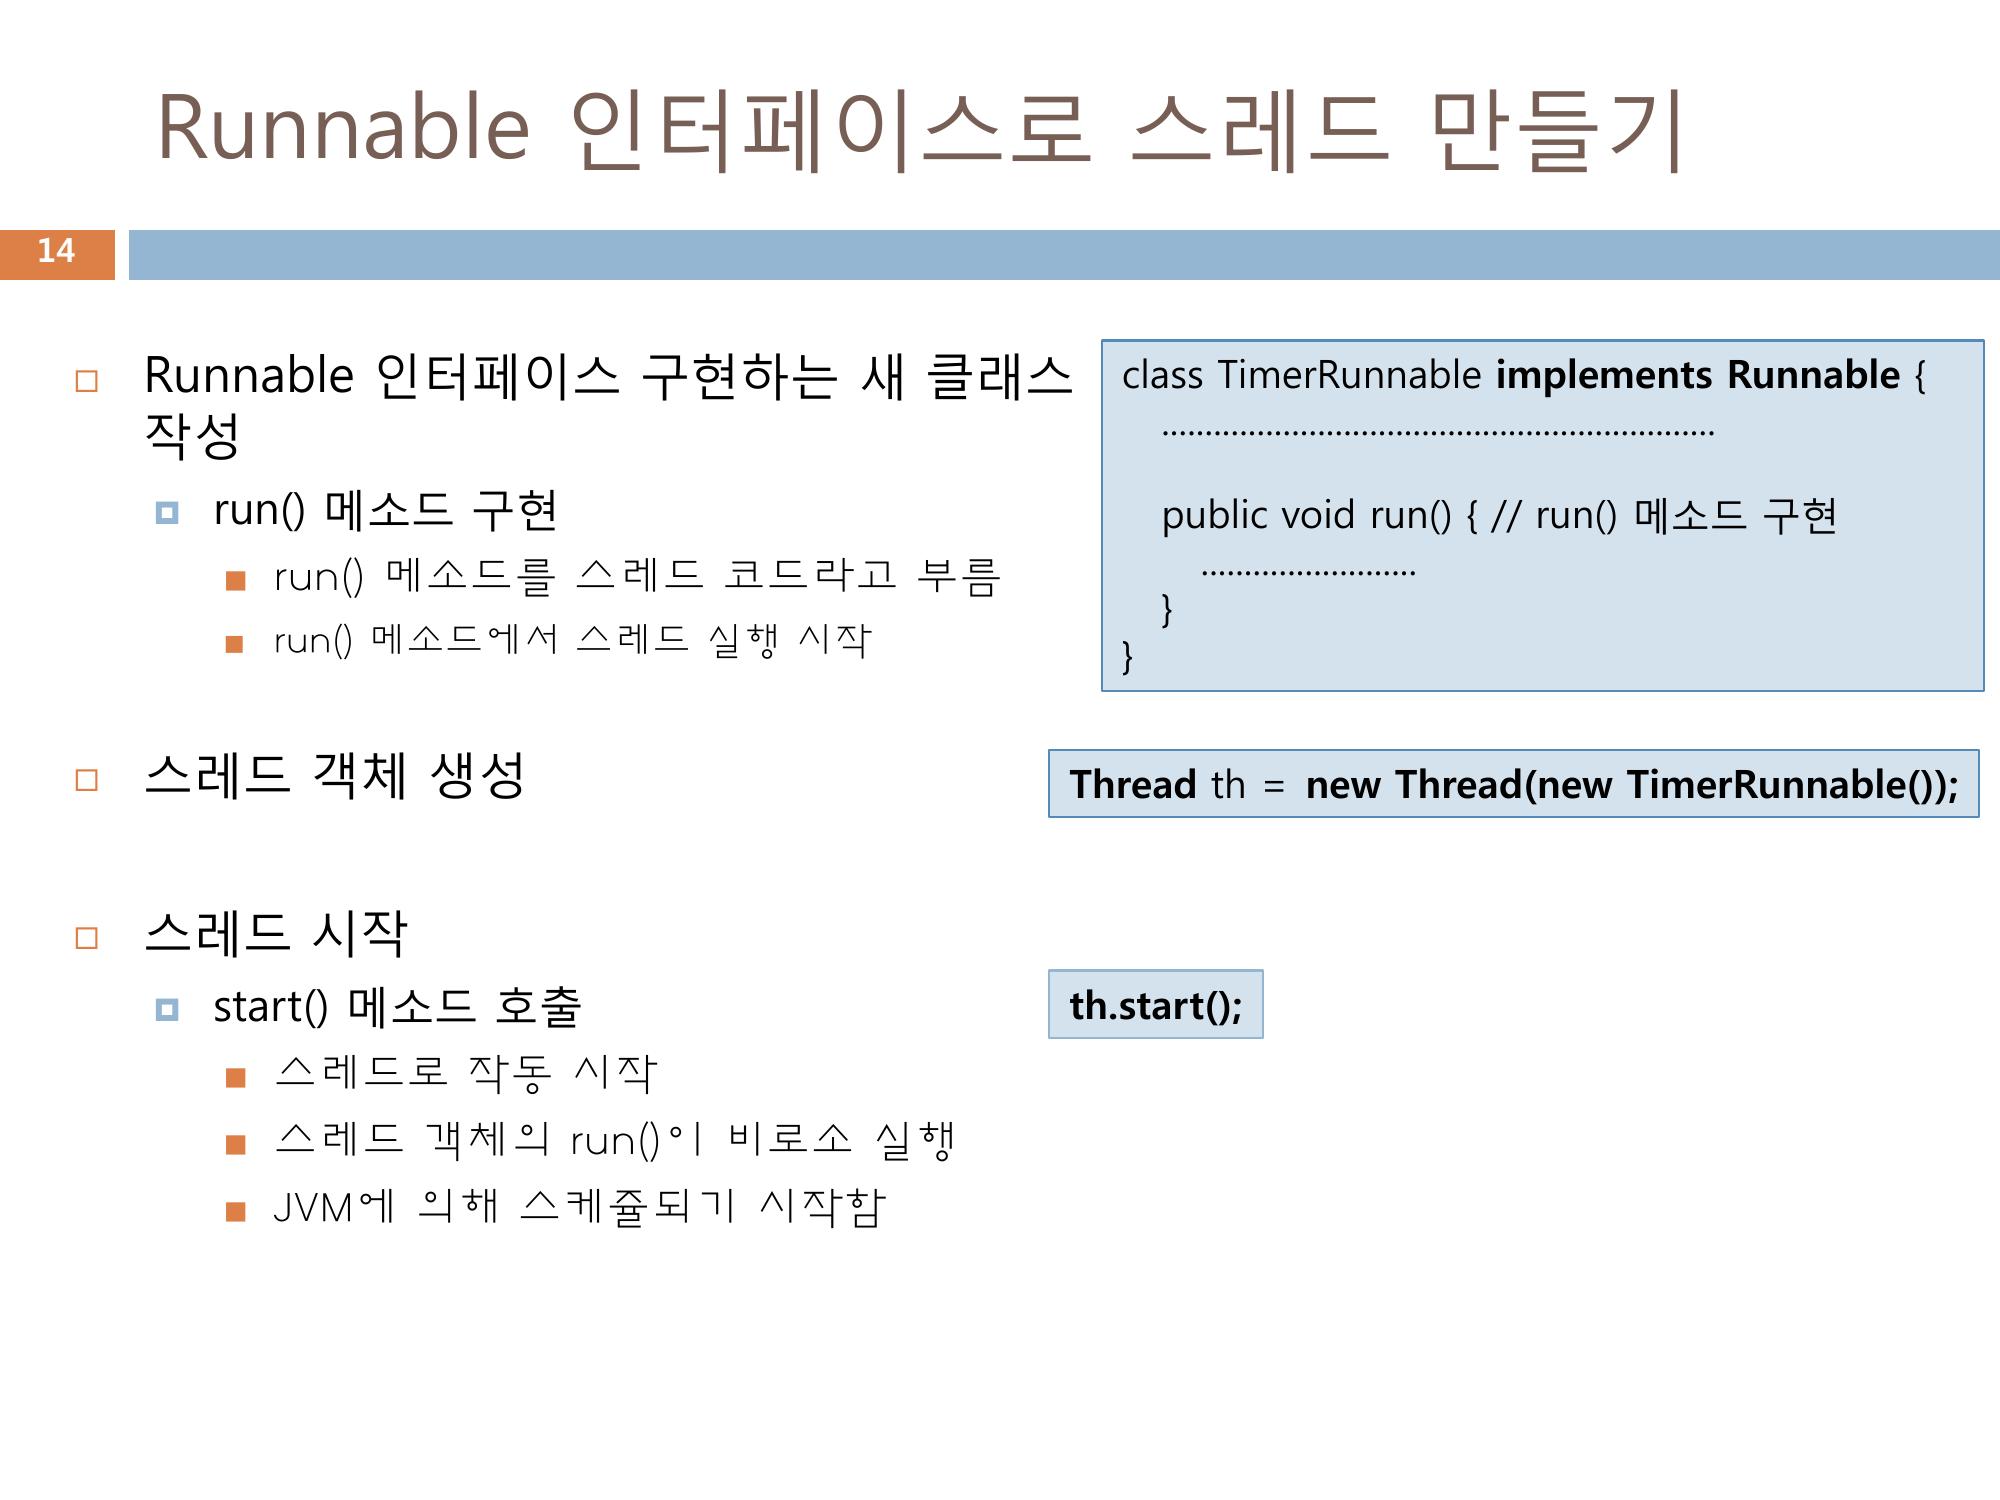 Runnable 인터페이스로 스레드 만들기
14
Runnable 인터페이스 구현하는 새 클래스
작성
run() 메소드 구현
run() 메소드를 스레드 코드라고 부름
run() 메소드에서 스레드 실행 시작
class TimerRunnable implements Runnable {
................................................................
public void run() { // run() 메소드 구현
.........................
}
}
스레드 객체 생성
Thread th = new Thread(new TimerRunnable());
스레드 시작
start() 메소드 호출
th.start();
스레드로 작동 시작
스레드 객체의 run()이 비로소 실행
JVM에 의해 스케쥴되기 시작함